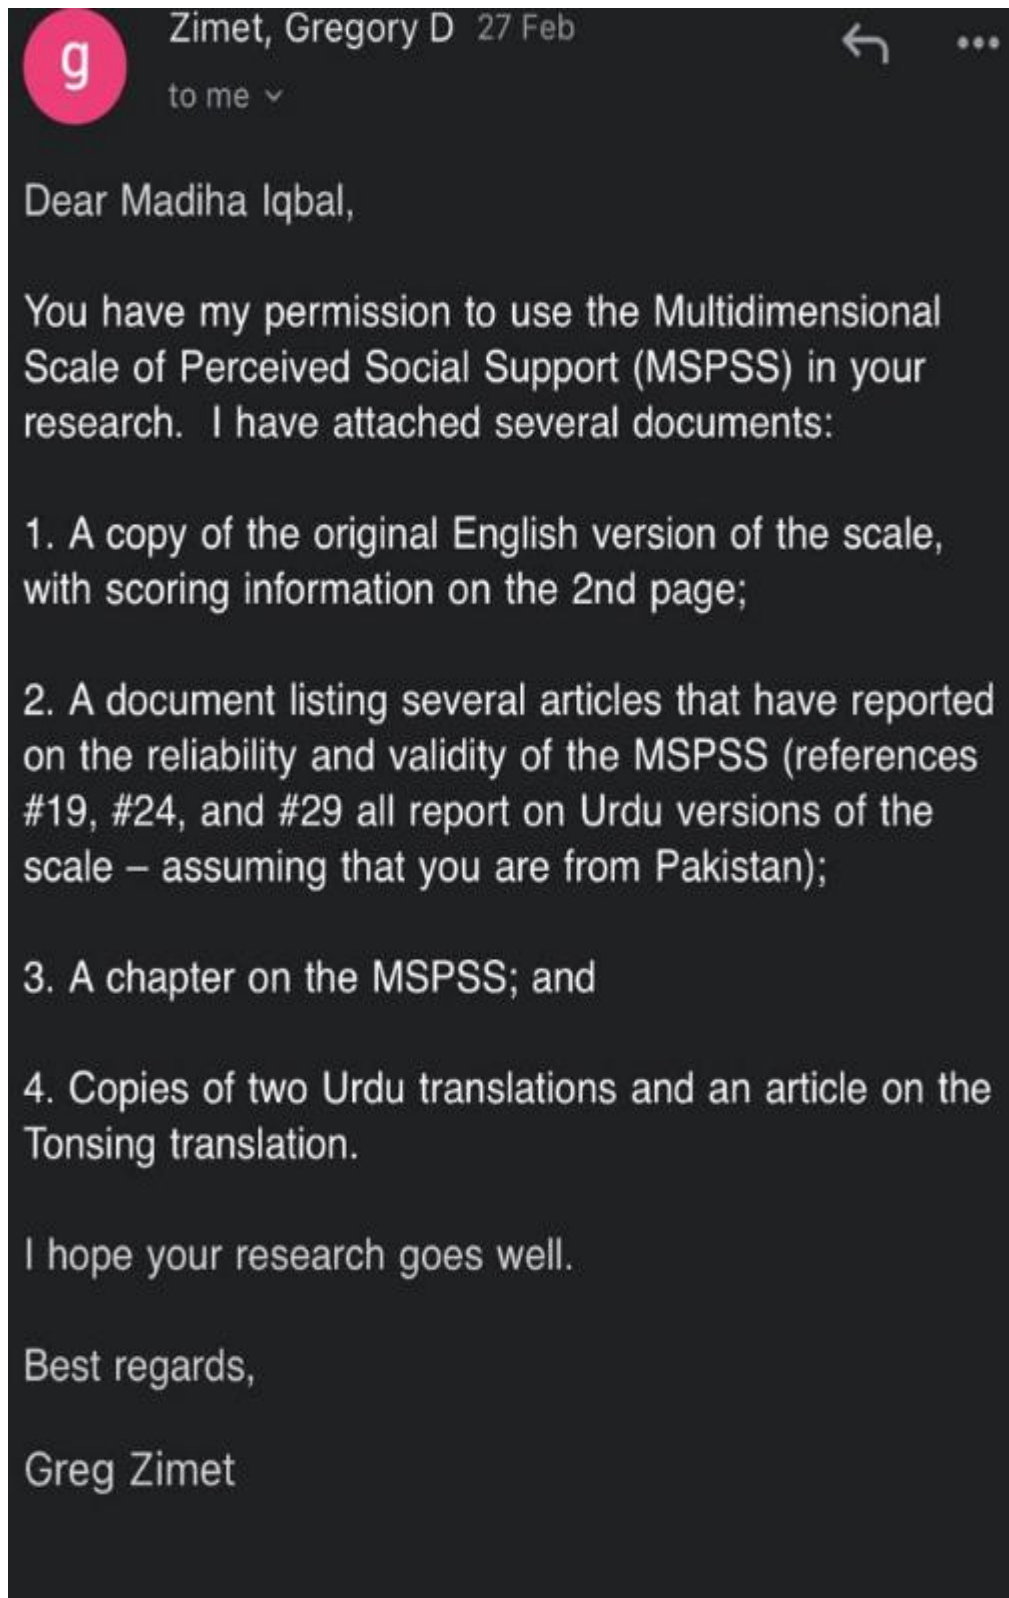 g
Zimet, Gregory D 27 Feb
to me
Dear Madiha Iqbal,
You have my permission to use the Multidimensional
Scale of Perceived Social Support (MSPSS) in your
research.  I have attached several documents:
1. A copy of the original English version of the scale,
with scoring information on the 2nd page;
2. A document listing several articles that have reported
on the reliability and validity of the MSPSS (references
#19, #24, and #29 all report on Urdu versions of the
scale – assuming that you are from Pakistan);
3. A chapter on the MSPSS; and
4. Copies of two Urdu translations and an article on the
Tonsing translation.
I hope your research goes well.
Best regards,
Greg Zimet